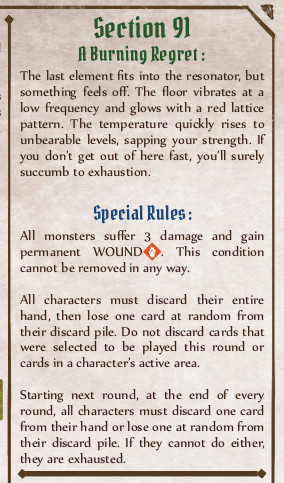 Section 91
A Burning Regret:
The last element fits into the resonator, but
something feels off. The floor vibrates at a
low frequency and glows with a red lattice
pattern. The temperature quickly rises to
unbearable levels, sapping your strength. If
you don't get out of here fast, you'll surely
succumb to exhaustion.
Special Rules:
All monsters suffer 3 damage and gain
permanent WOUND. This condition
cannot be removed in any way.
All characters must discard their entire
hand, then lose one card at random from
their discard pile. Do not discard cards that
were selected to be played this round or
cards in a character's active area.
Starting next round, at the end of every
round, all characters must discard one card
from their hand or lose one at random from
their discard pile. If they cannot do either,
they are exhausted.